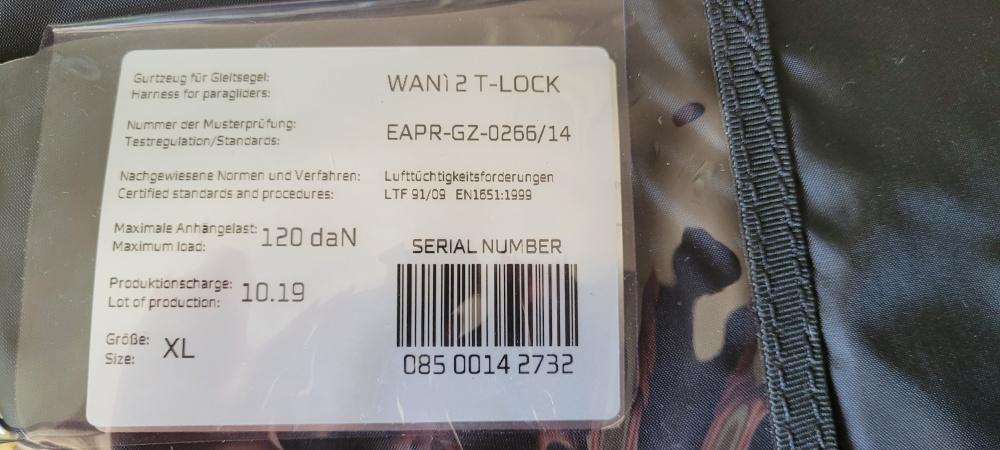 Gurtzeug für Gleitsegel:
Harness for paragliders:
WANì 2 T-LOCK
Nummer der Musterprüfung:
Testregulation/Standards:
EAPR-GZ-0266/14
Nachgewiesene Normen und Verfahren:
Certified standards and procedures:
Lufttüchtigkeitsforderungen
LTF 91/09 EN1651:1999
Maximale Anhängelast:
Maximum load:
120 daN
Produktionscharge:
Lot of production:
10.19
Größe:
Size:
XL
SERIAL NUMBER
085 0014 2732